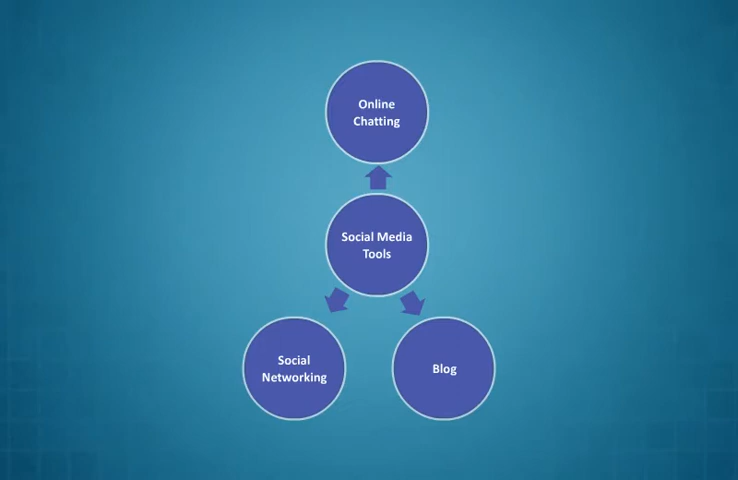 Online
Chatting
Social Media
Tools
Social
Networking
Blog